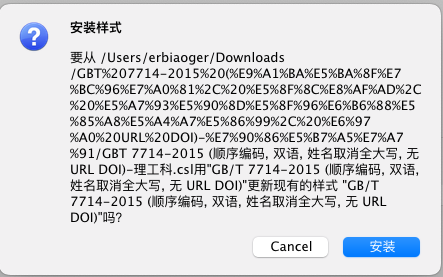 安装样式
要从 /Users/erbiaoger/Downloads
/GBT%207714-2015%20(%E9%A1%BA%E5%BA%8F%E7
%BC%96%E7%A0%81%2C%20%E5%8F%8C%E8%AF%AD%2C
%20%E5%A7%93%E5%90%8D%E5%8F%96%E6%B6%88%E5
%85%A8%E5%A4%A7%E5%86%99%2C%20%E6%97
%A0%20URL%20DOI)-%E7%90%86%E5%B7%A5%E7%A7
%91/GBT 7714-2015 (顺序编码, 双语, 姓名取消全大写, 无
URL DOI)-理工科.csl用"GB/T 7714-2015 (顺序编码, 双语,
姓名取消全大写, 无 URL DOI)"更新现有的样式 "GB/T
7714-2015 (顺序编码, 双语, 姓名取消全大写, 无 URL
DOI)"吗?
Cancel
安装